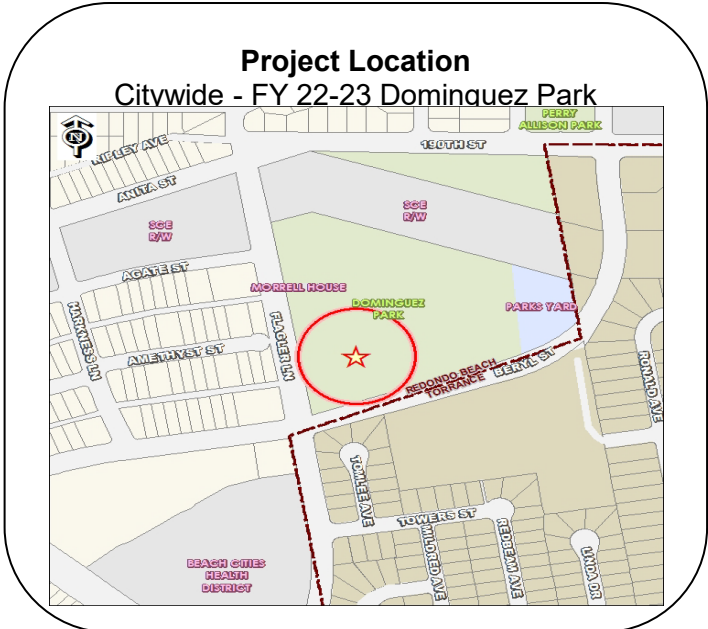 Project Location
Citywide - FY 22-23 Dominguez Park
PERRY
ALLISON PARK
N
RIPLEY AVE
190TH ST
ANITA ST
SCE
R/W
SCE
R/W
AGATE ST
MORRELL HOUSE
DOMINGUEZ
PARK
PARKS YARD
HARKNESS LN
FLAGLER LN
AMETHYST ST
REDONDO BEACH
TORRANCE
BERYL ST
RONALD AVE
TOMLEE AVE
TOWERS ST
MILDRED AVE
REDBEAM AVE
LINDA DR
BEACH CITIES
HEALTH
DISTRICT